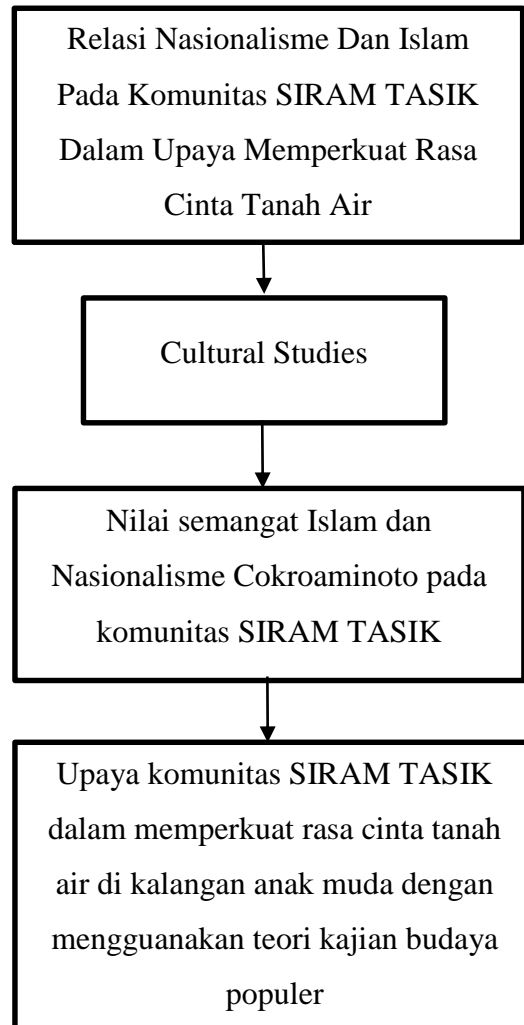 Relasi Nasionalisme Dan Islam
Pada Komunitas SIRAM TASIK
Dalam Upaya Memperkuat Rasa
Cinta Tanah Air
Cultural Studies
Nilai semangat Islam dan
Nasionalisme Cokroaminoto pada
komunitas SIRAM TASIK
Upaya komunitas SIRAM TASIK
dalam memperkuat rasa cinta tanah
air di kalangan anak muda dengan
mengguanakan teori kajian budaya
populer